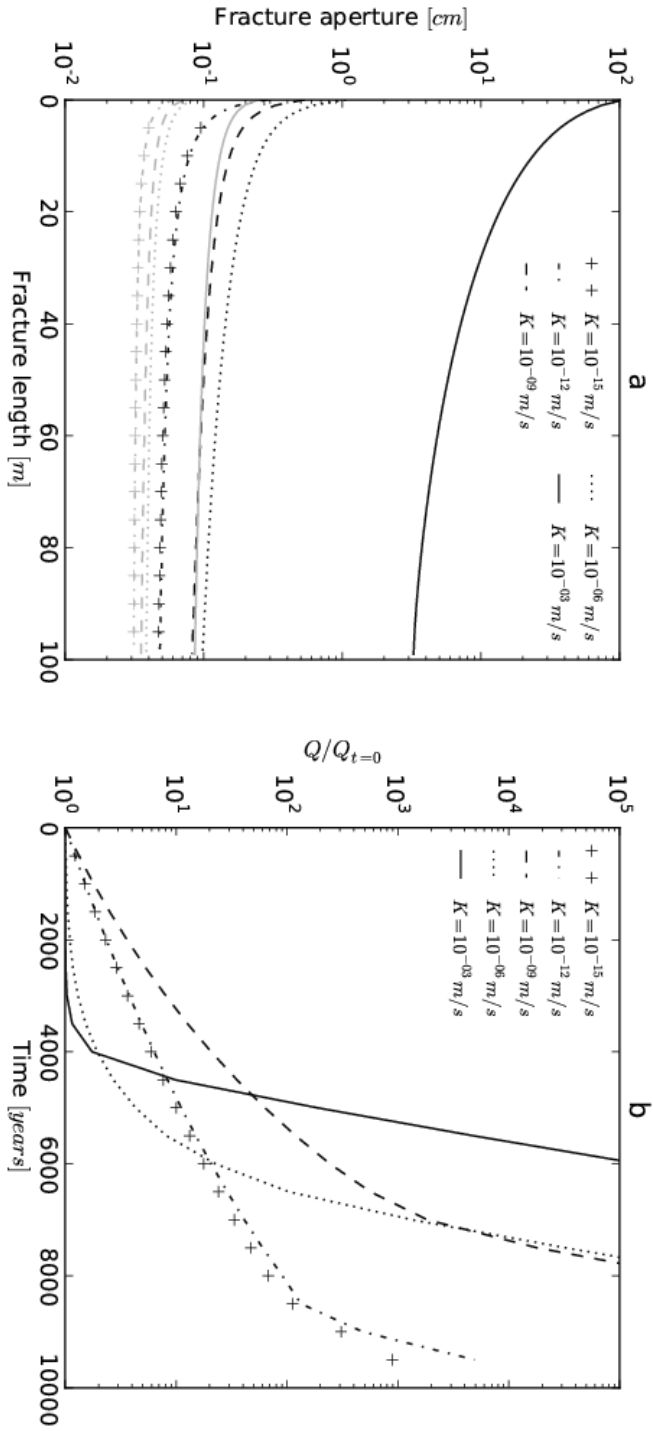 a
Fracture aperture [cm]
10^2
10^1
10^0
10^-1
10^-2
K=10^-15 m/s
K=10^-12 m/s
K=10^-09 m/s
K=10^-06 m/s
K=10^-03 m/s
0
20
40
60
80
100
Fracture length [m]
b
Q/Q_t=0
10^5
10^4
10^3
10^2
10^1
10^0
K=10^-15 m/s
K=10^-12 m/s
K=10^-09 m/s
K=10^-06 m/s
K=10^-03 m/s
0
2000
4000
6000
8000
10000
Time [years]